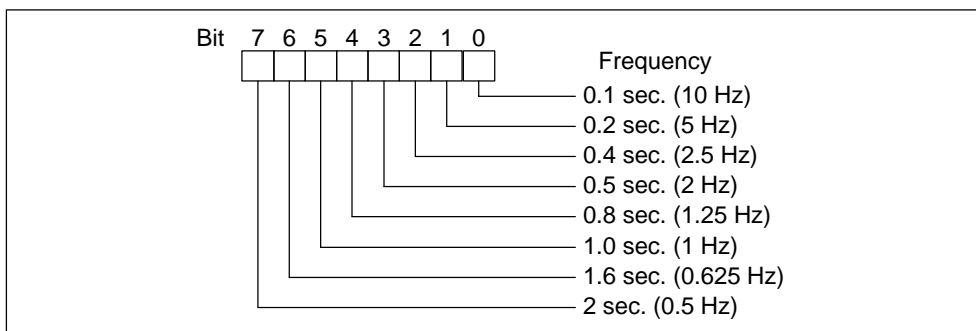 Bit 7 6 5 4 3 2 1 0
Frequency
0.1 sec. (10 Hz)
0.2 sec. (5 Hz)
0.4 sec. (2.5 Hz)
0.5 sec. (2 Hz)
0.8 sec. (1.25 Hz)
1.0 sec. (1 Hz)
1.6 sec. (0.625 Hz)
2 sec. (0.5 Hz)